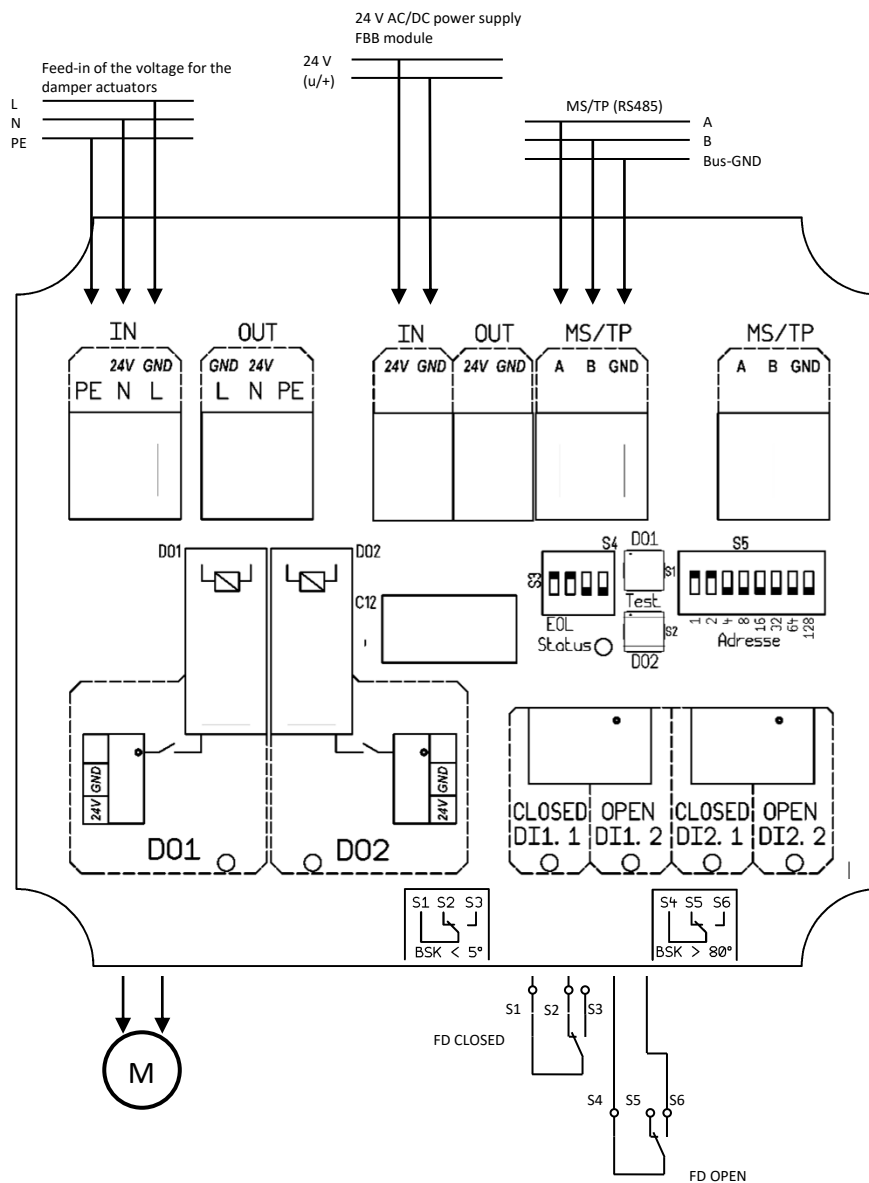 24 V AC/DC power supply
FBB module
24 V
(u/+)
Feed-in of the voltage for the
damper actuators
L
N
PE
MS/TP (RS485)
A
B
Bus-GND
IN
24V GND
PE N L
OUT
GND 24V
L N PE
IN
24V GND
OUT
24V GND
MS/TP
A B GND
MS/TP
A B GND
DO1
DO2
C12
S3
S4
EOL
Status
DO1
S1
Test
S2
DO2
S5
1 2 4 8 16 32 64 128
Adresse
24V GND
DO1
24V GND
DO2
CLOSED
DI1. 1
OPEN
DI1. 2
CLOSED
DI2. 1
OPEN
DI2. 2
S1 S2 S3
BSK < 5°
S4 S5 S6
BSK > 80°
M
S1 S2 S3
FD CLOSED
S4 S5 S6
FD OPEN